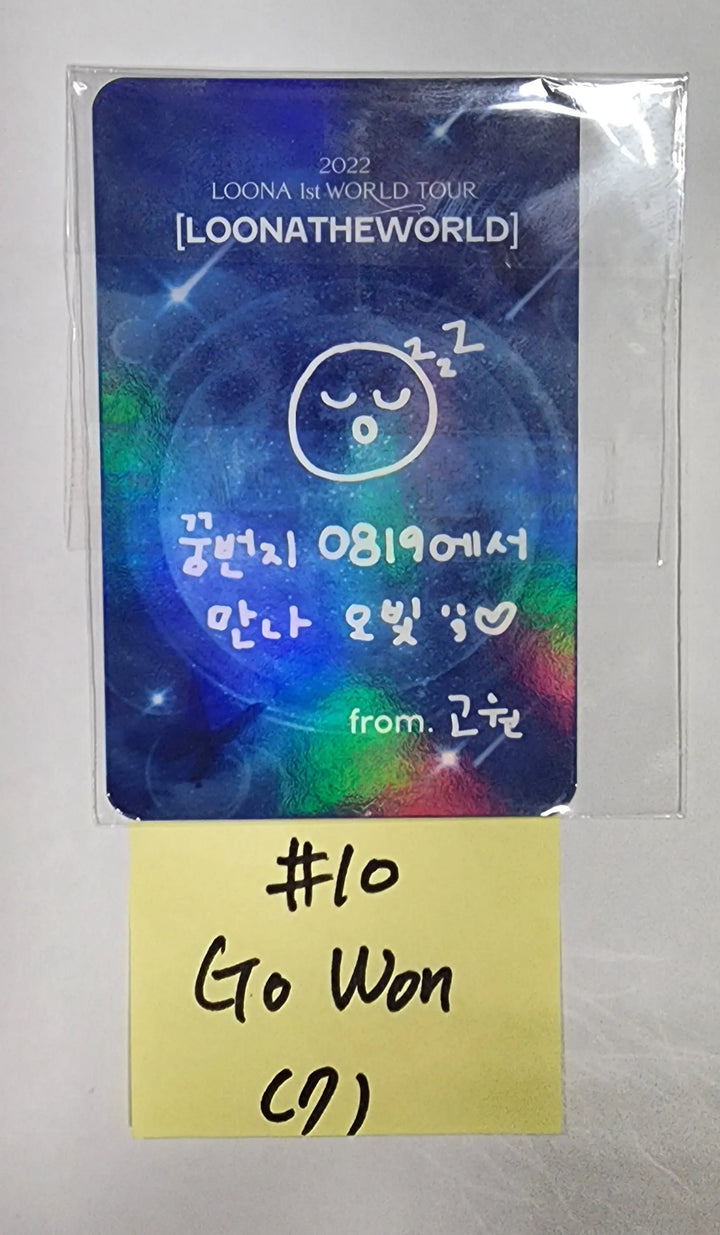 2022
LOONA 1st WORLD TOUR
[LOONATHEWORLD]
zzZ
꿍번지 0819에서
만나 오빛 ♡
from. 고원
#10
Go Won
(7)